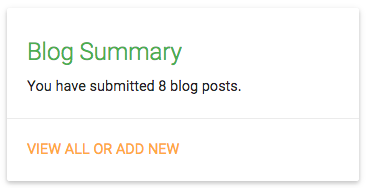 Blog Summary
You have submitted 8 blog posts.
VIEW ALL OR ADD NEW